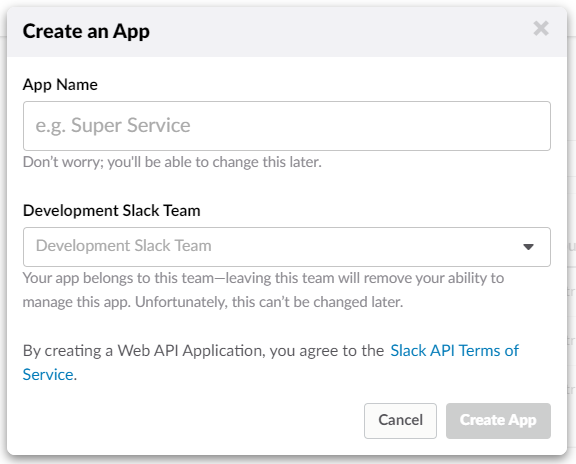 Create an App
App Name
e.g. Super Service
Don't worry; you'll be able to change this later.
Development Slack Team
Development Slack Team
Your app belongs to this team—leaving this team will remove your ability to
manage this app. Unfortunately, this can't be changed later.
By creating a Web API Application, you agree to the Slack API Terms of
Service.
Cancel
Create App